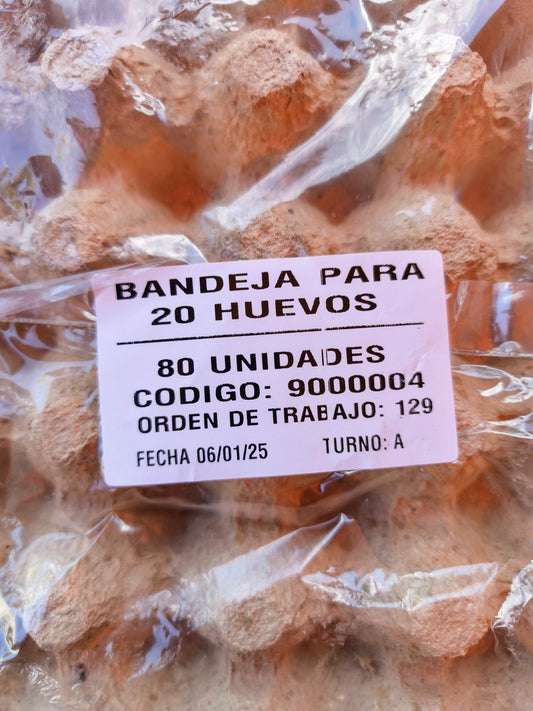 BANDEJA PARA
20 HUEVOS
80 UNIDADES
CODIGO: 9000004
ORDEN DE TRABAJO: 129
FECHA 06/01/25 TURNO: A